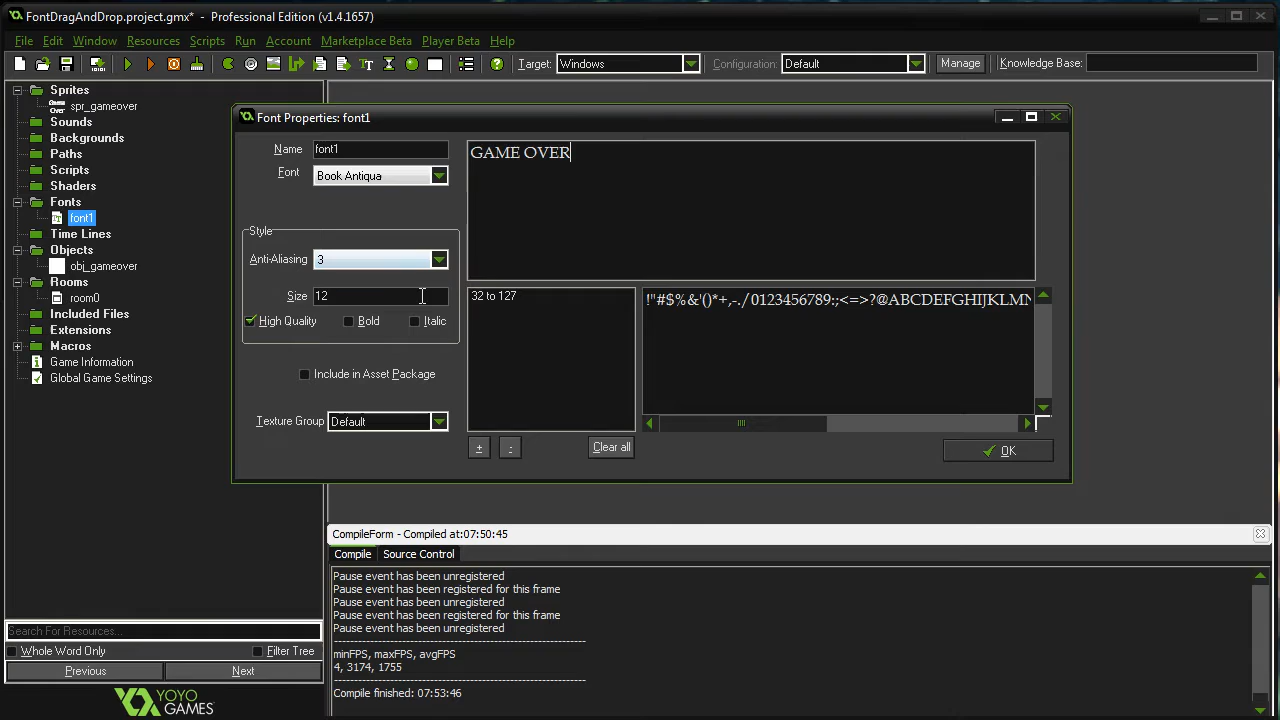 FontDragAndDrop.project.gmx* - Professional Edition (v1.4.1657)
File Edit Window Resources Scripts Run Account Marketplace Beta Player Beta Help
Target: Windows Configuration: Default Manage Knowledge Base:
Sprites
spr_gameover
Sounds
Backgrounds
Paths
Scripts
Shaders
Fonts
font1
Time Lines
Objects
obj_gameover
Rooms
room0
Included Files
Extensions
Macros
Game Information
Global Game Settings
Search For Resources...
Whole Word Only Filter Tree
Previous Next
YOYO
GAMES
Font Properties: font1
Name font1
Font Book Antiqua
Style
Anti-Aliasing 3
Size 12
High Quality Bold Italic
Include in Asset Package
Texture Group Default
GAME OVER
32 to 127
!"#$%&'()*+,-./0123456789:;<=>?@ABCDEFGHIJKLMN
+ - Clear all
OK
CompileForm - Compiled at:07:50:45
Compile Source Control
Pause event has been unregistered
Pause event has been registered for this frame
Pause event has been unregistered
Pause event has been registered for this frame
Pause event has been unregistered
minFPS, maxFPS, avgFPS
4, 3174, 1755
Compile finished: 07:53:46